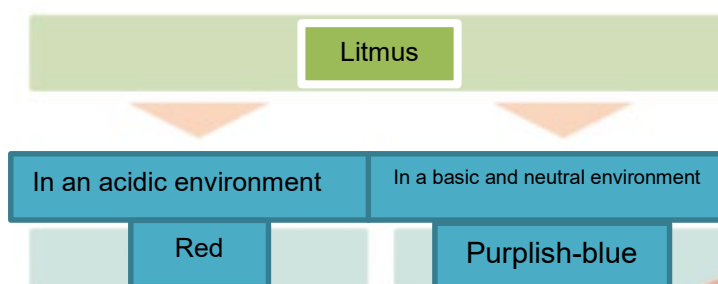 Litmus
In an acidic environment
In a basic and neutral environment
Red
Purplish-blue